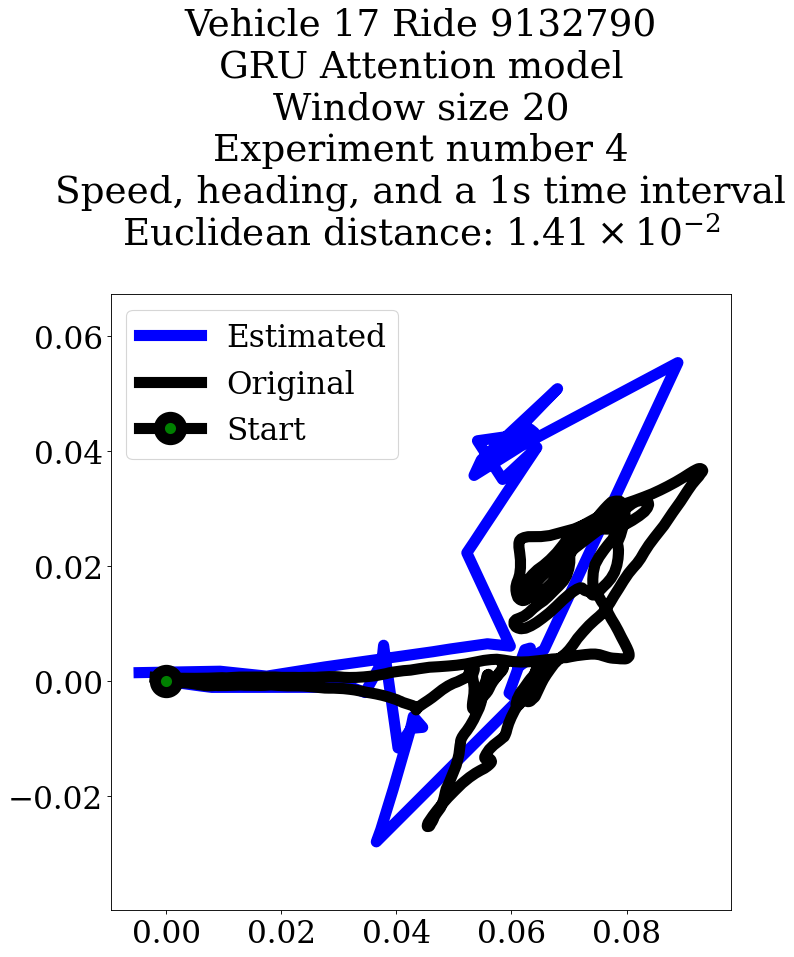 Vehicle 17 Ride 9132790
GRU Attention model
Window size 20
Experiment number 4
Speed, heading, and a 1s time interval
Euclidean distance: 1.41 × 10⁻²
Estimated
Original
Start
0.06
0.04
0.02
0.00
−0.02
0.00 0.02 0.04 0.06 0.08